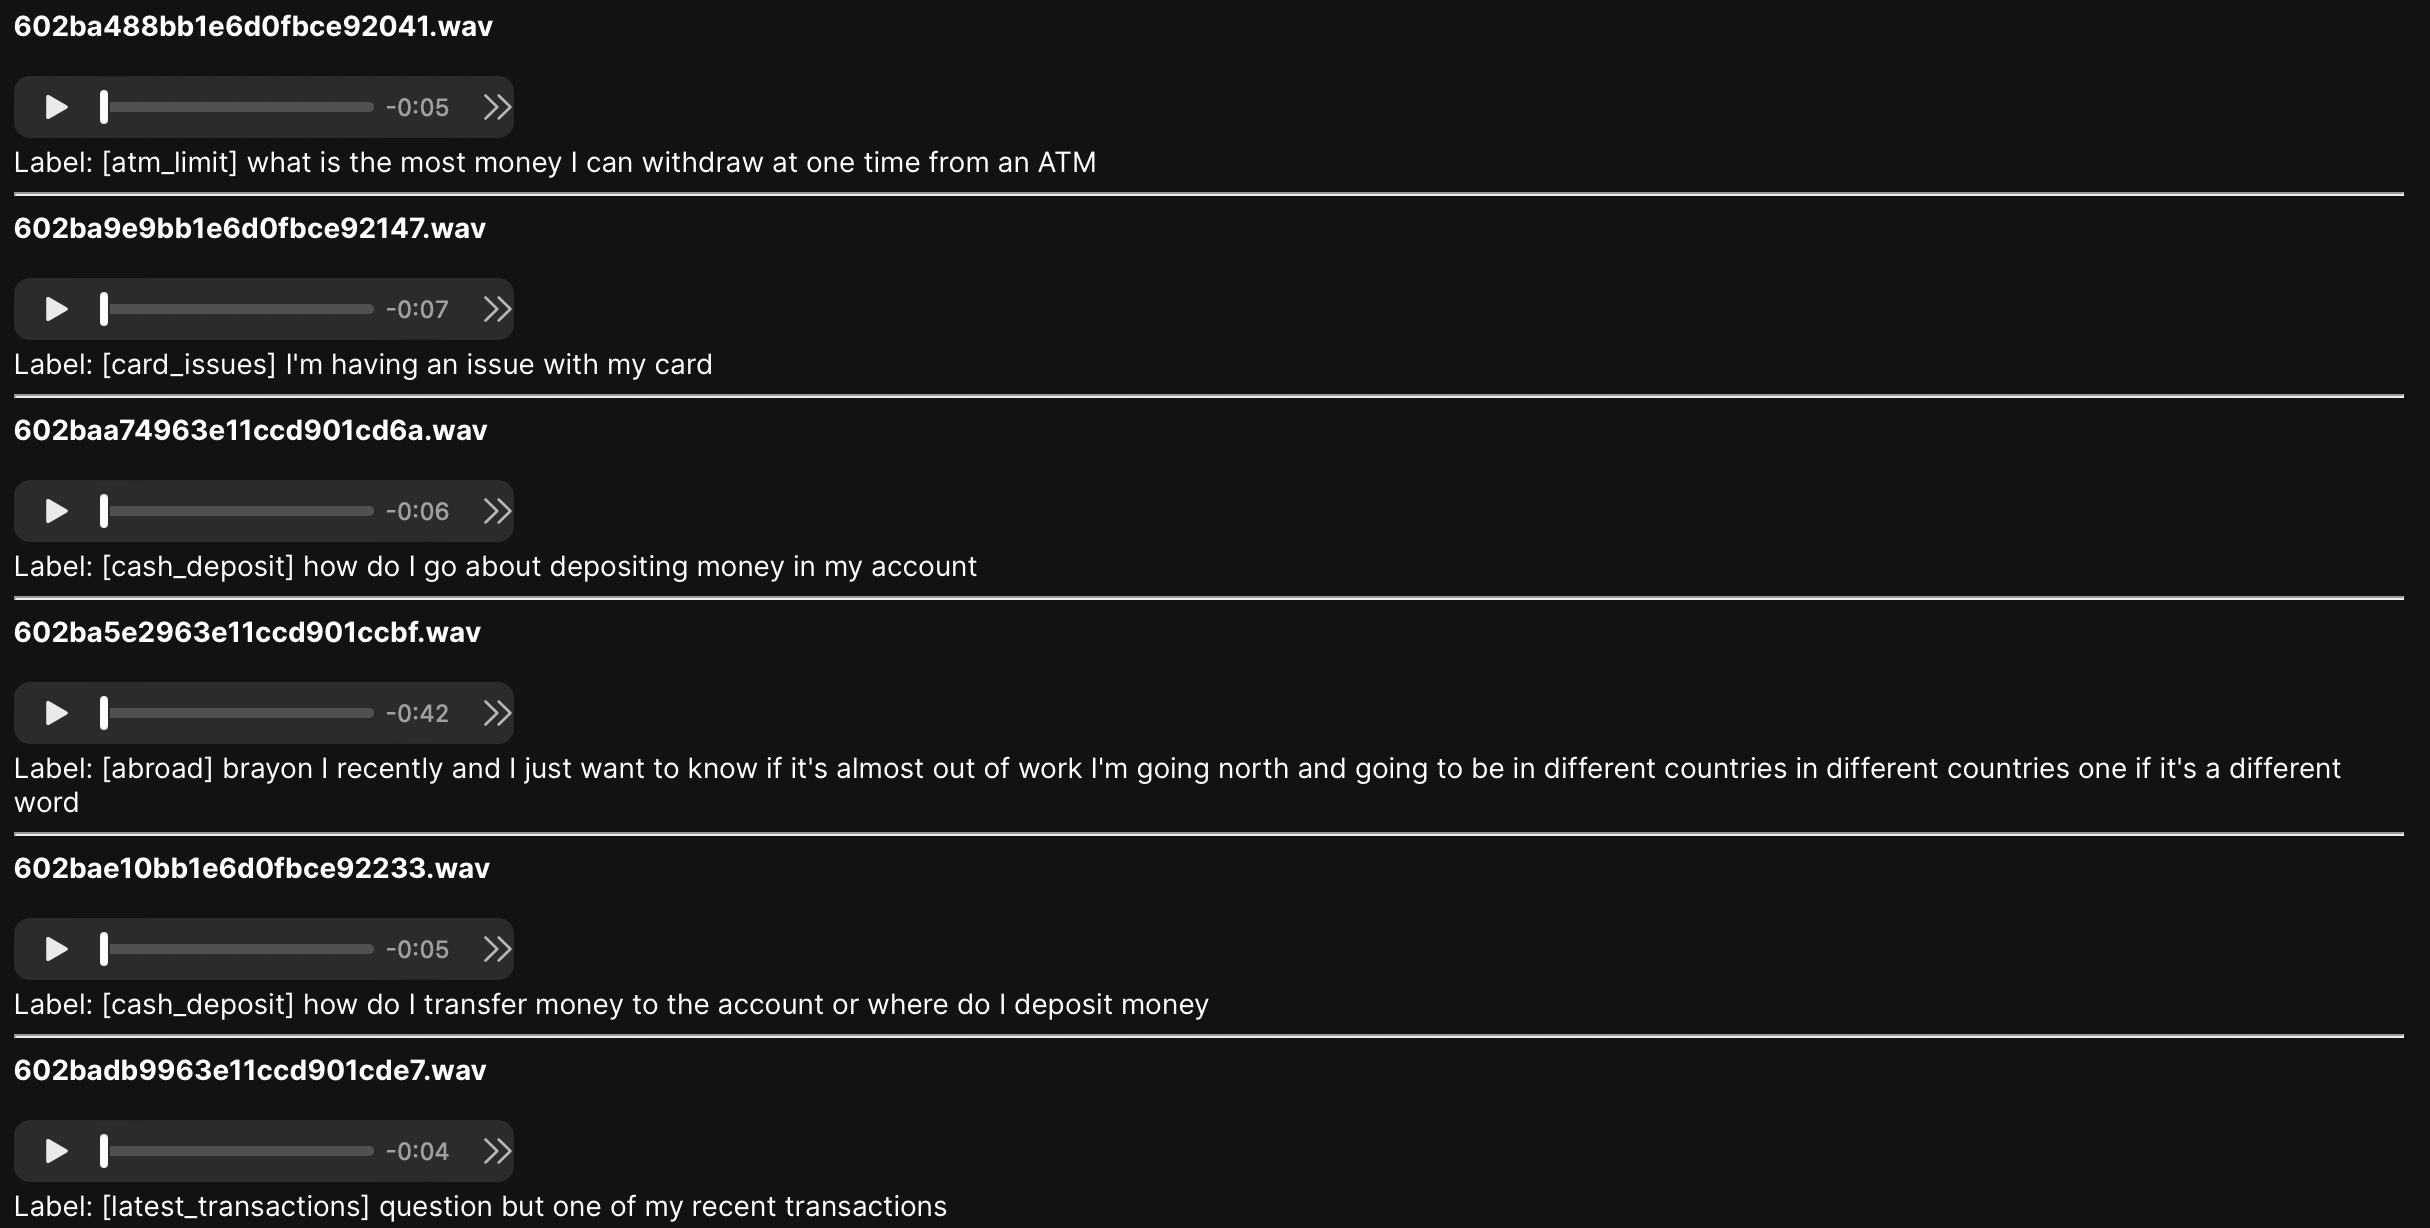 602ba488bb1e6d0fbce92041.wav
-0:05
Label: [atm_limit] what is the most money I can withdraw at one time from an ATM
602ba9e9bb1e6d0fbce92147.wav
-0:07
Label: [card_issues] I'm having an issue with my card
602baa74963e11ccd901cd6a.wav
-0:06
Label: [cash_deposit] how do I go about depositing money in my account
602ba5e2963e11ccd901ccbf.wav
-0:42
Label: [abroad] brayon I recently and I just want to know if it's almost out of work I'm going north and going to be in different countries in different countries one if it's a different
word
602bae10bb1e6d0fbce92233.wav
-0:05
Label: [cash_deposit] how do I transfer money to the account or where do I deposit money
602badb9963e11ccd901cde7.wav
-0:04
Label: [latest_transactions] question but one of my recent transactions